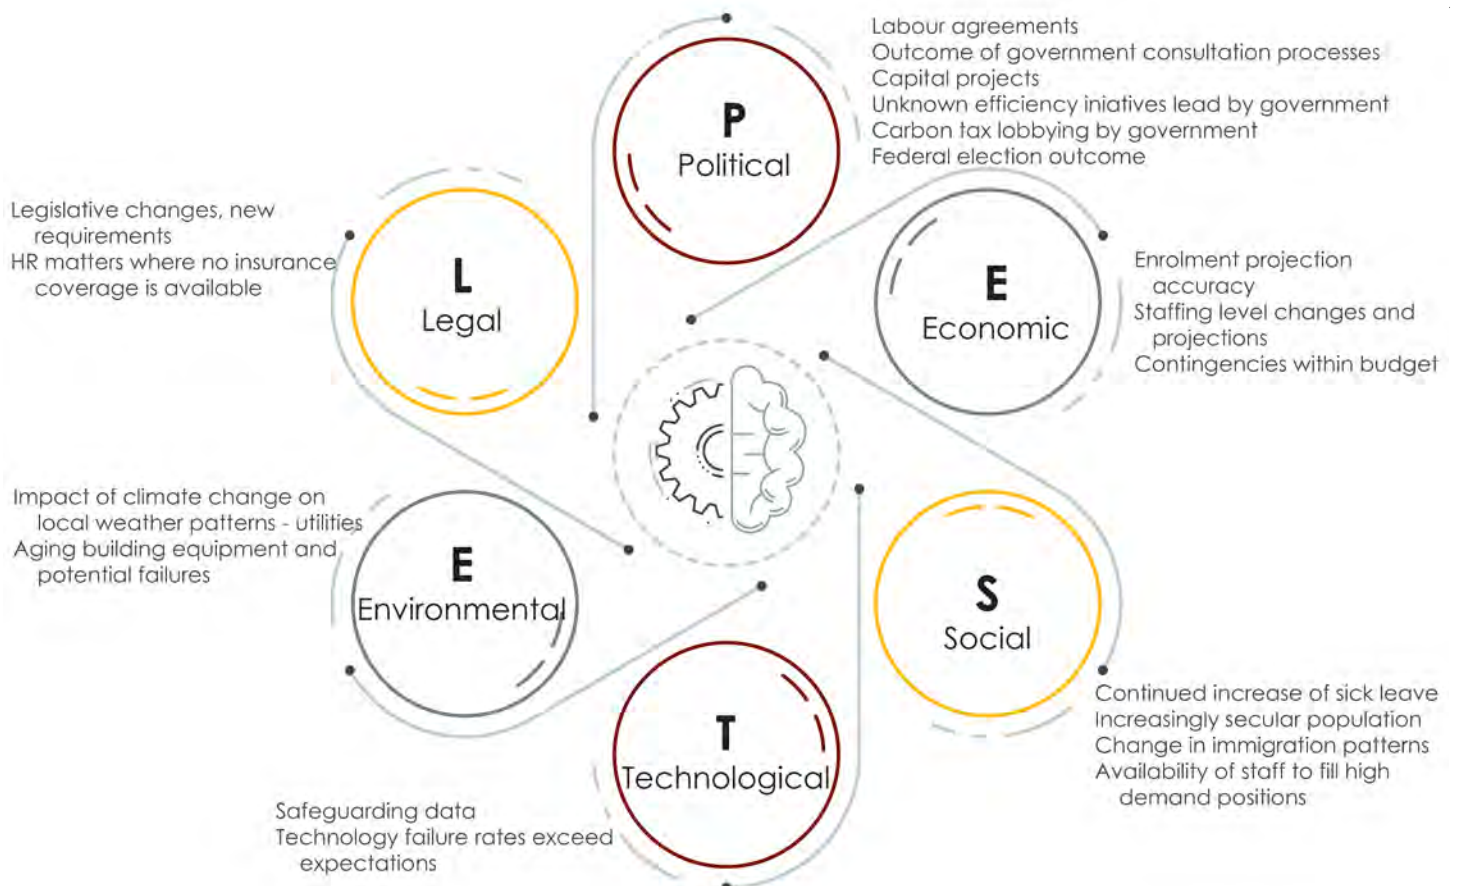 P
Political
Labour agreements
Outcome of government consultation processes
Capital projects
Unknown efficiency iniatives lead by government
Carbon tax lobbying by government
Federal election outcome
E
Economic
Enrolment projection
accuracy
Staffing level changes and
projections
Contingencies within budget
S
Social
Continued increase of sick leave
Increasingly secular population
Change in immigration patterns
Availability of staff to fill high
demand positions
T
Technological
Safeguarding data
Technology failure rates exceed
expectations
E
Environmental
Impact of climate change on
local weather patterns - utilities
Aging building equipment and
potential failures
L
Legal
Legislative changes, new
requirements
HR matters where no insurance
coverage is available